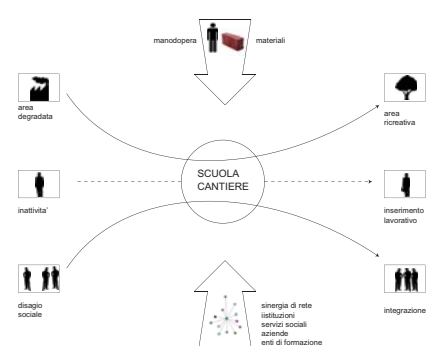 manodopera
materiali
area
degradata
area
ricreativa
SCUOLA
CANTIERE
inattivita'
inserimento
lavorativo
disagio
sociale
integrazione
sinergia di rete
iistituzioni
servizi sociali
aziende
enti di formazione